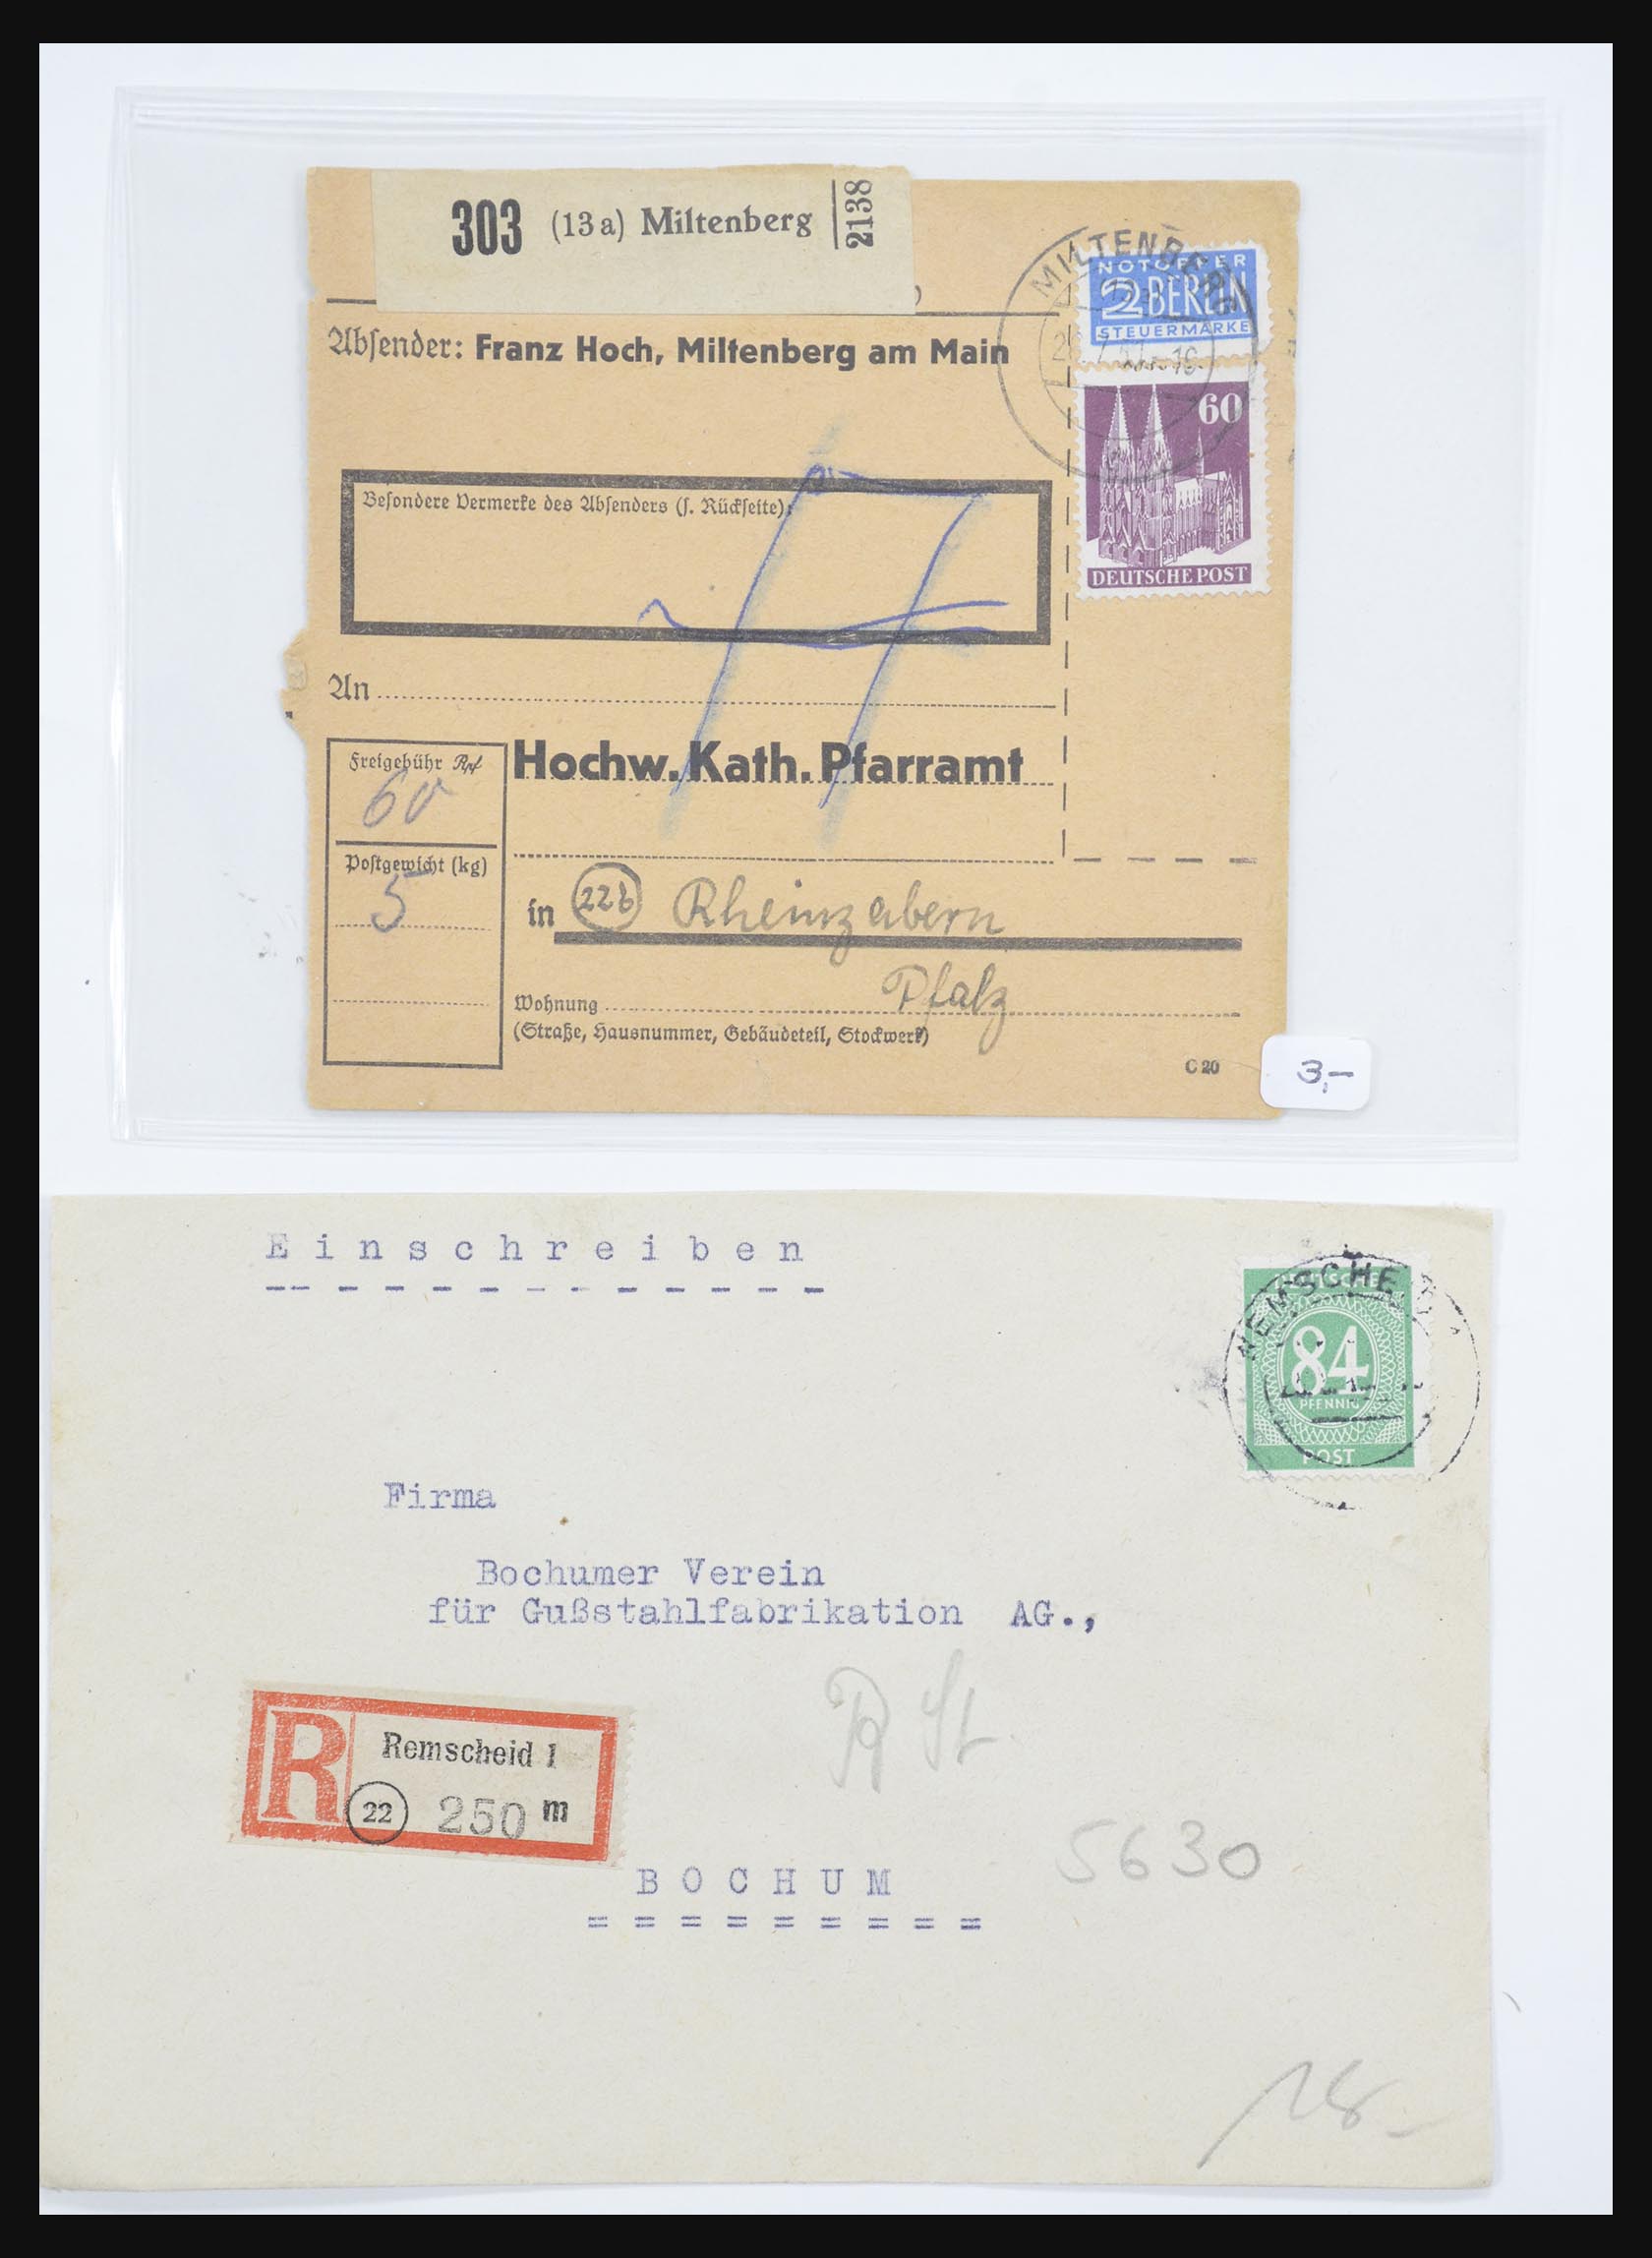 303 (13a) Miltenberg 2138
MILTENBERG
NOTOPFER
2 BERLIN
STEUERMARKE
Absender: Franz Hoch, Miltenberg am Main
60
DEUTSCHE POST
Besondere Vermerke des Absenders (s. Rückseite):
An
Freigebühr Rpf
60
Hochw. Kath. Pfarramt
Postgewicht (kg)
5
in 22b Rheinzabern
Pfalz
Wohnung
(Straße, Hausnummer, Gebäudeteil, Stockwerk)
C 20
3,-
Einschreiben
REMSCHEID
DEUTSCHE
84
PFENNIG
POST
Firma
Bochumer Verein
für Gußstahlfabrikation AG.,
R Remscheid 1
22 250 m
5630
BOCHUM